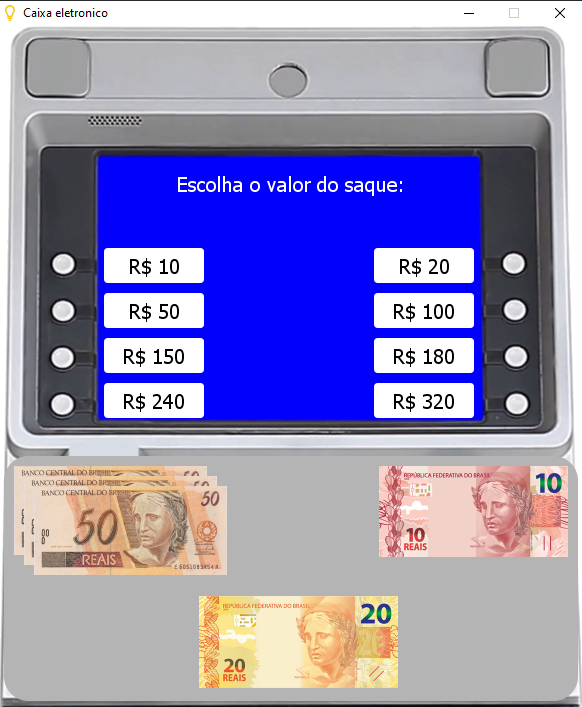 Caixa eletronico
Escolha o valor do saque:
R$ 10
R$ 20
R$ 50
R$ 100
R$ 150
R$ 180
R$ 240
R$ 320
BANCO CENTRAL DO
BANCO CENTRAL DO
BANCO CENTRAL DO BRASIL
50
50
50
REAIS
REPÚBLICA FEDERATIVA DO BRASIL
10
10
REAIS
REPÚBLICA FEDERATIVA DO BRASIL
20
20
REAIS